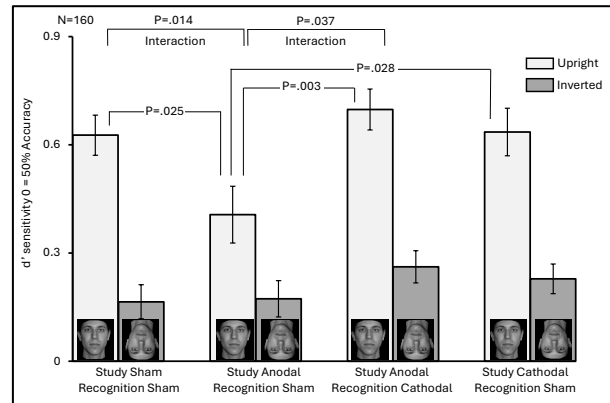 N=160
P=.014
P=.037
Interaction
Interaction
0.9
P=.028
Upright
P=.003
Inverted
P=.025
0.6
0.3
0
d' sensitivity 0 = 50% Accuracy
Study Sham
Recognition Sham
Study Anodal
Recognition Sham
Study Anodal
Recognition Cathodal
Study Cathodal
Recognition Sham